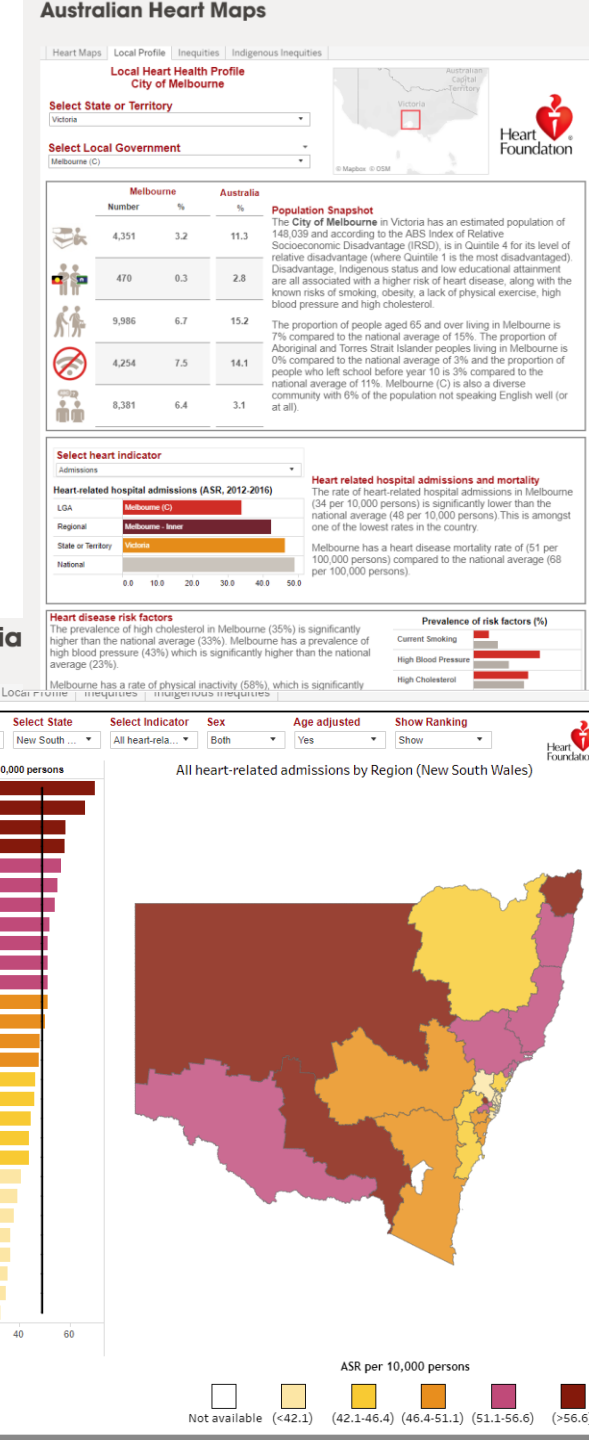 Australian Heart Maps
Heart Maps
Local Profile
Inequities
Indigenous Inequities
Local Heart Health Profile
City of Melbourne
Select State or Territory
Victoria
Select Local Government
Melbourne (C)
Australian
Capital
Territory
Victoria
© Mapbox © OSM
Heart
Foundation
Melbourne
Australia
Number
%
%
4,351 3.2 11.3
470 0.3 2.8
9,986 6.7 15.2
4,254 7.5 14.1
8,381 6.4 3.1
Population Snapshot
The City of Melbourne in Victoria has an estimated population of
148,039 and according to the ABS Index of Relative
Socioeconomic Disadvantage (IRSD), is in Quintile 4 for its level of
relative disadvantage (where Quintile 1 is the most disadvantaged).
Disadvantage, Indigenous status and low educational attainment
are all associated with a higher risk of heart disease, along with the
known risks of smoking, obesity, a lack of physical exercise, high
blood pressure and high cholesterol.
The proportion of people aged 65 and over living in Melbourne is
7% compared to the national average of 15%. The proportion of
Aboriginal and Torres Strait Islander peoples living in Melbourne is
0% compared to the national average of 3% and the proportion of
people who left school before year 10 is 3% compared to the
national average of 11%. Melbourne (C) is also a diverse
community with 6% of the population not speaking English well (or
at all).
Select heart indicator
Admissions
Heart-related hospital admissions (ASR, 2012-2016)
LGA
Melbourne (C)
Regional
Melbourne - Inner
State or Territory
Victoria
National
0.0 10.0 20.0 30.0 40.0 50.0
Heart related hospital admissions and mortality
The rate of heart-related hospital admissions in Melbourne
(34 per 10,000 persons) is significantly lower than the
national average (48 per 10,000 persons).This is amongst
one of the lowest rates in the country.
Melbourne has a heart disease mortality rate of (51 per
100,000 persons) compared to the national average (68
per 100,000 persons).
Heart disease risk factors
The prevalence of high cholesterol in Melbourne (35%) is significantly
higher than the national average (33%). Melbourne has a prevalence of
high blood pressure (43%) which is significantly higher than the national
average (23%).
Melbourne has a rate of physical inactivity (58%), which is significantly
Prevalence of risk factors (%)
Current Smoking
High Blood Pressure
High Cholesterol
ia
Local Profile
Inequities
Indigenous Inequities
Select State
New South ...
Select Indicator
All heart-rela...
Sex
Both
Age adjusted
Yes
Show Ranking
Show
Heart
Foundatio
0,000 persons
40 60
All heart-related admissions by Region (New South Wales)
ASR per 10,000 persons
Not available (<42.1) (42.1-46.4) (46.4-51.1) (51.1-56.6) (>56.6)